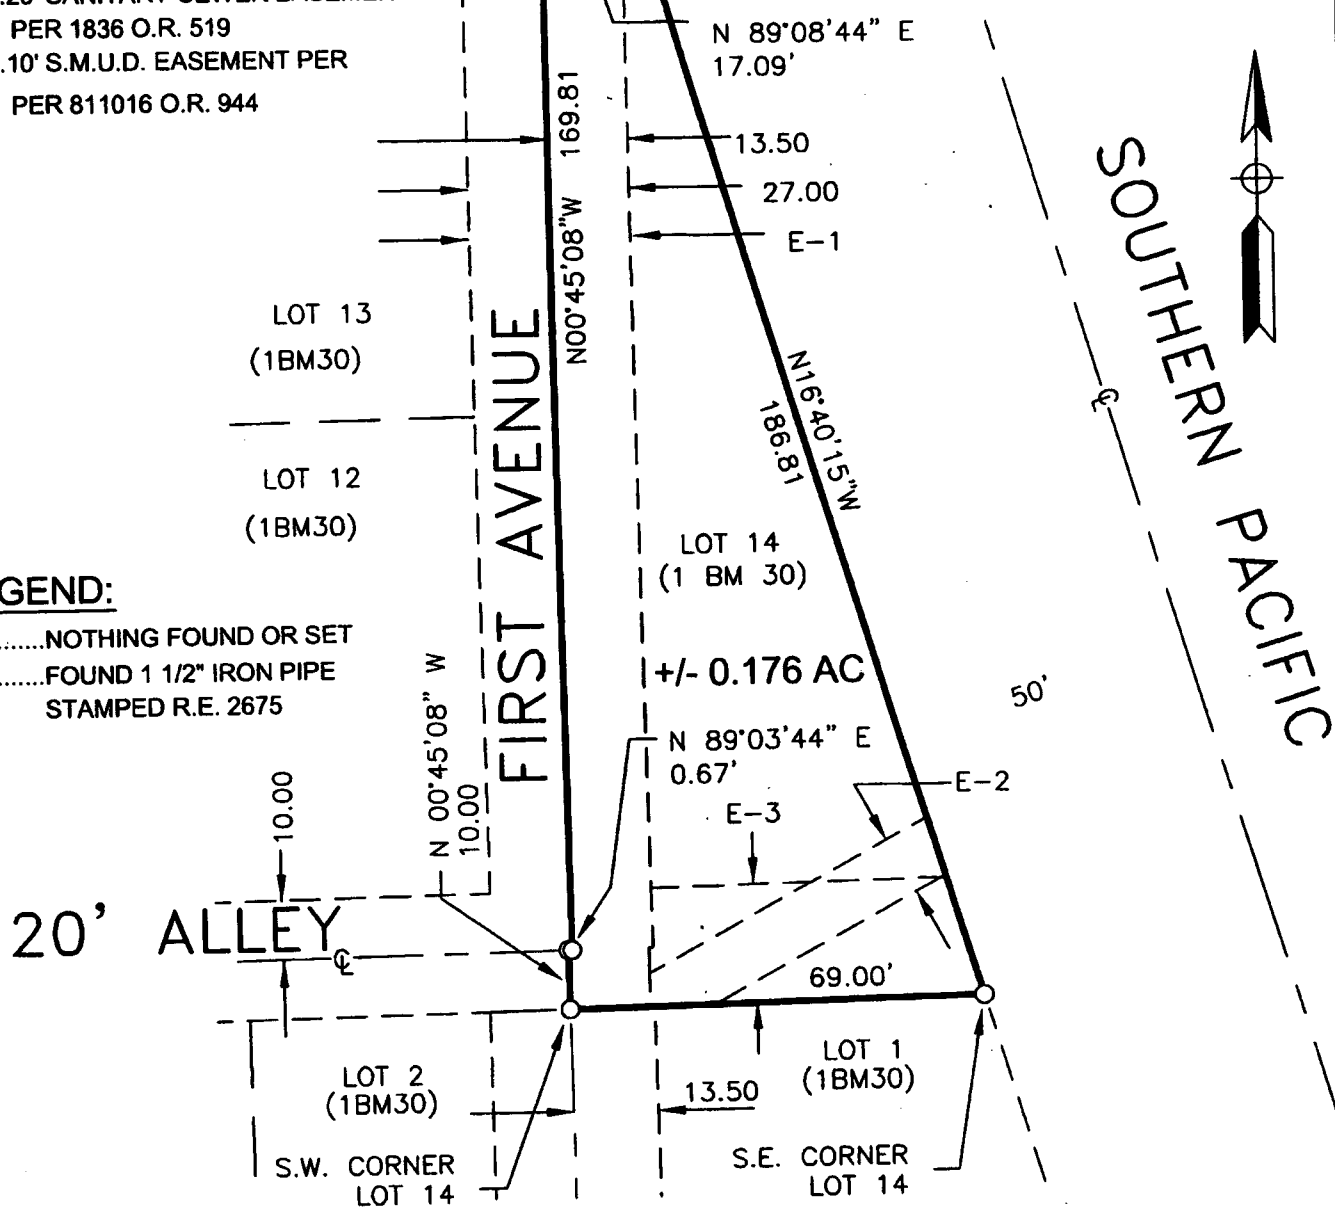 PER 1836 O.R. 519
.10' S.M.U.D. EASEMENT PER
PER 811016 O.R. 944
N 89°08'44" E
17.09'
169.81
N00°45'08"W
13.50
27.00
E-1
SOUTHERN PACIFIC
LOT 13
(1BM30)
FIRST AVENUE
N16°40'15"W
186.81
LOT 12
(1BM30)
LOT 14
(1 BM 30)
GEND:
........NOTHING FOUND OR SET
........FOUND 1 1/2" IRON PIPE
STAMPED R.E. 2675
+/- 0.176 AC
50'
N 00°45'08" W
10.00
N 89°03'44" E
0.67'
10.00
E-2
E-3
20' ALLEY
69.00'
LOT 2
(1BM30)
LOT 1
(1BM30)
13.50
S.W. CORNER
LOT 14
S.E. CORNER
LOT 14